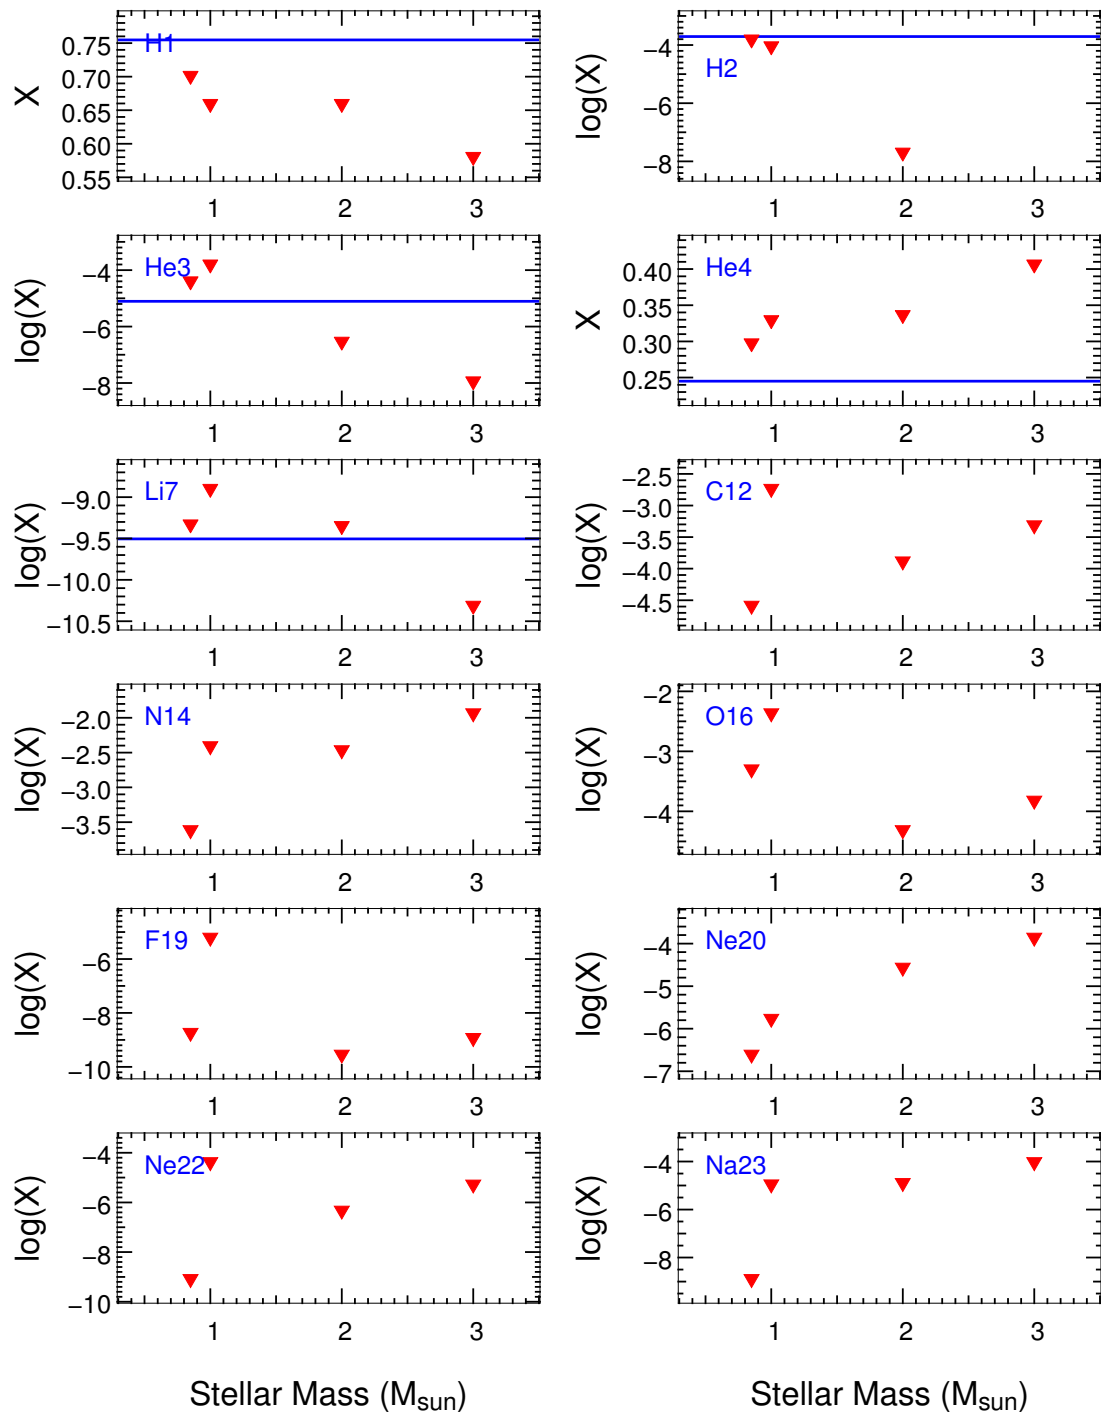 X
0.75
0.70
0.65
0.60
0.55
H1
1 2 3
log(X)
−4
−6
−8
H2
1 2 3
log(X)
−4
−6
−8
He3
1 2 3
X
0.40
0.35
0.30
0.25
He4
1 2 3
log(X)
−9.0
−9.5
−10.0
−10.5
Li7
1 2 3
log(X)
−2.5
−3.0
−3.5
−4.0
−4.5
C12
1 2 3
log(X)
−2.0
−2.5
−3.0
−3.5
N14
1 2 3
log(X)
−2
−3
−4
O16
1 2 3
log(X)
−6
−8
−10
F19
1 2 3
log(X)
−4
−5
−6
−7
Ne20
1 2 3
log(X)
−4
−6
−8
−10
Ne22
1 2 3
Stellar Mass (M_sun)
log(X)
−4
−6
−8
Na23
1 2 3
Stellar Mass (M_sun)